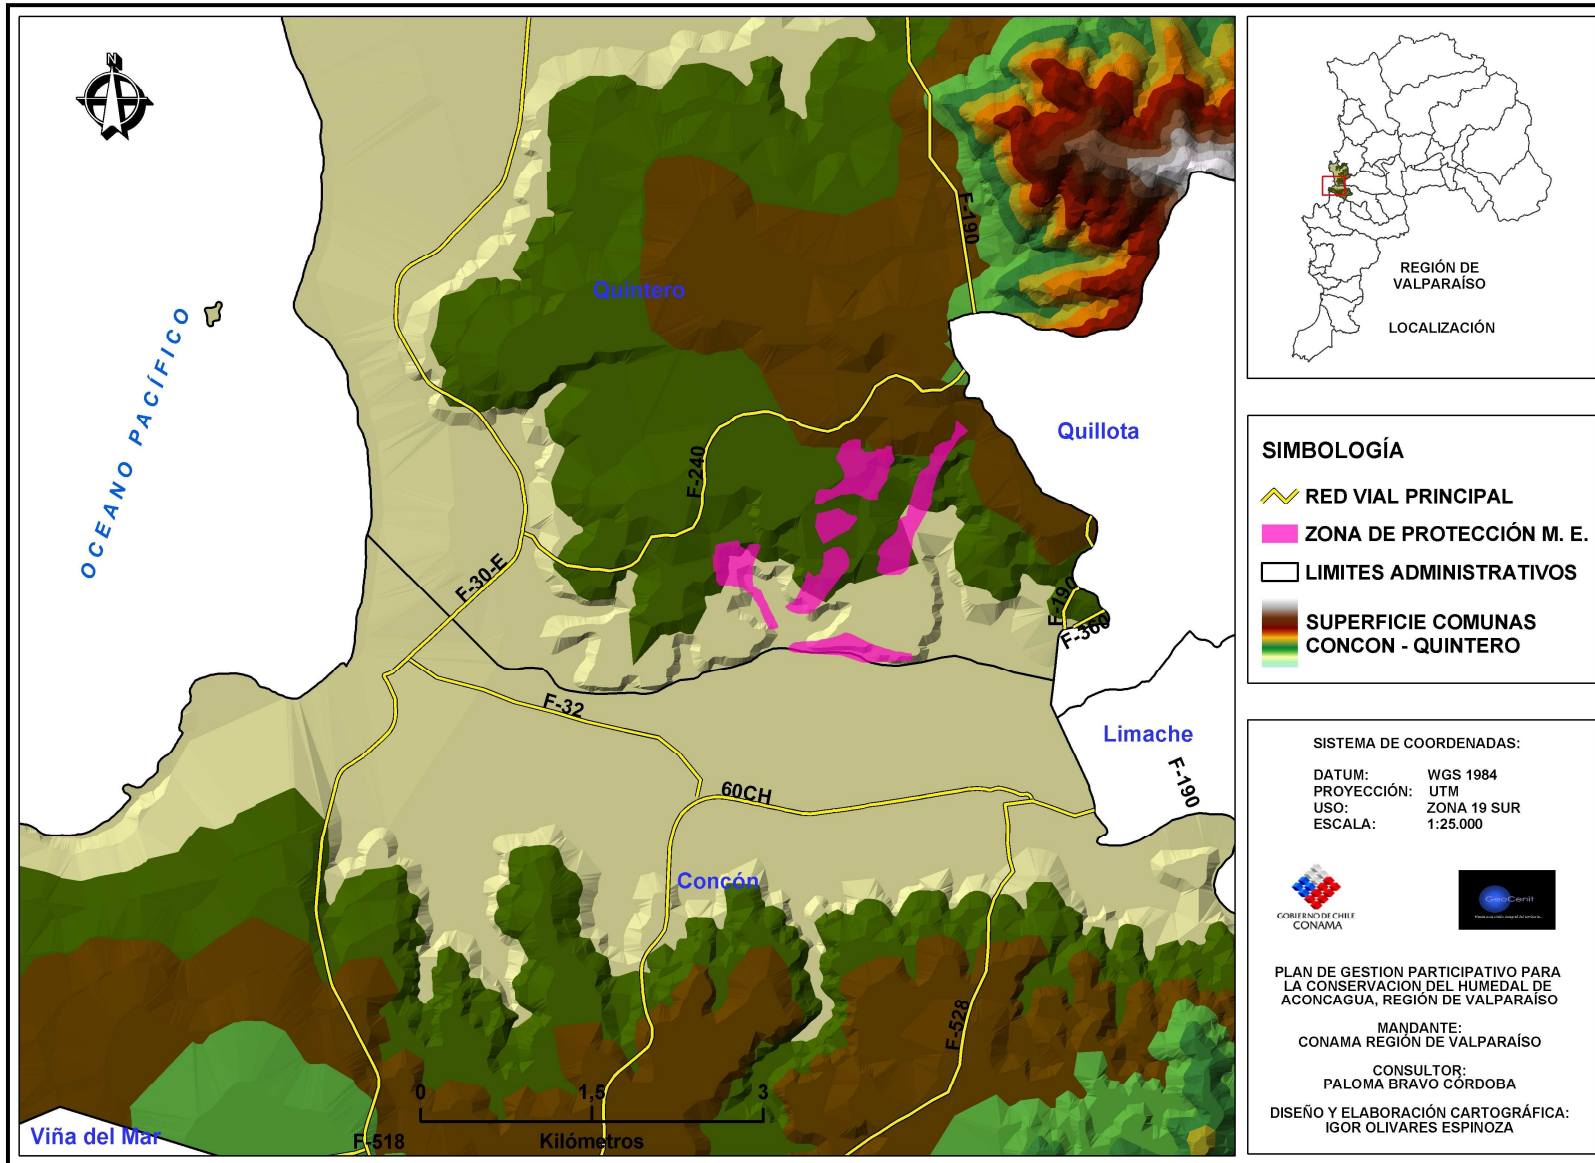 N
OCEANO PACÍFICO
Quintero
F-190
Quillota
F-240
F-30-E
F-190
F-360
F-32
Limache
F-190
60CH
Concón
F-528
0 1,5 3
Kilómetros
Viña del Mar
F-518
REGIÓN DE
VALPARAÍSO
LOCALIZACIÓN
SIMBOLOGÍA
RED VIAL PRINCIPAL
ZONA DE PROTECCIÓN M. E.
LIMITES ADMINISTRATIVOS
SUPERFICIE COMUNAS
CONCON - QUINTERO
SISTEMA DE COORDENADAS:
DATUM: WGS 1984
PROYECCIÓN: UTM
USO: ZONA 19 SUR
ESCALA: 1:25.000
GOBIERNO DE CHILE
CONAMA
GeoCenit
PLAN DE GESTION PARTICIPATIVO PARA
LA CONSERVACION DEL HUMEDAL DE
ACONCAGUA, REGIÓN DE VALPARAÍSO
MANDANTE:
CONAMA REGIÓN DE VALPARAÍSO
CONSULTOR:
PALOMA BRAVO CÓRDOBA
DISEÑO Y ELABORACIÓN CARTOGRÁFICA:
IGOR OLIVARES ESPINOZA